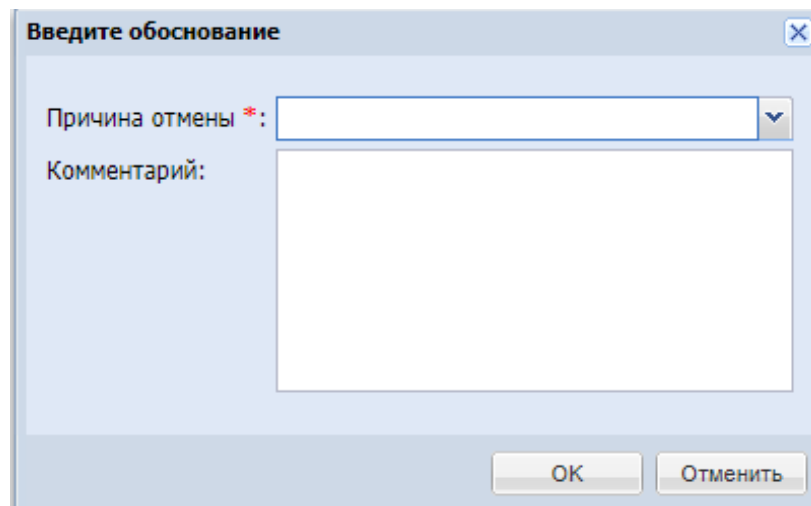 Введите обоснование
Причина отмены *:
Комментарий:
OK Отменить